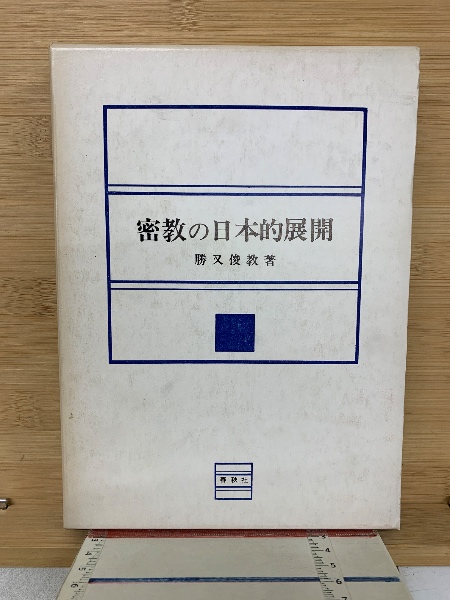 密教の日本的展開
勝又俊教著
春秋社